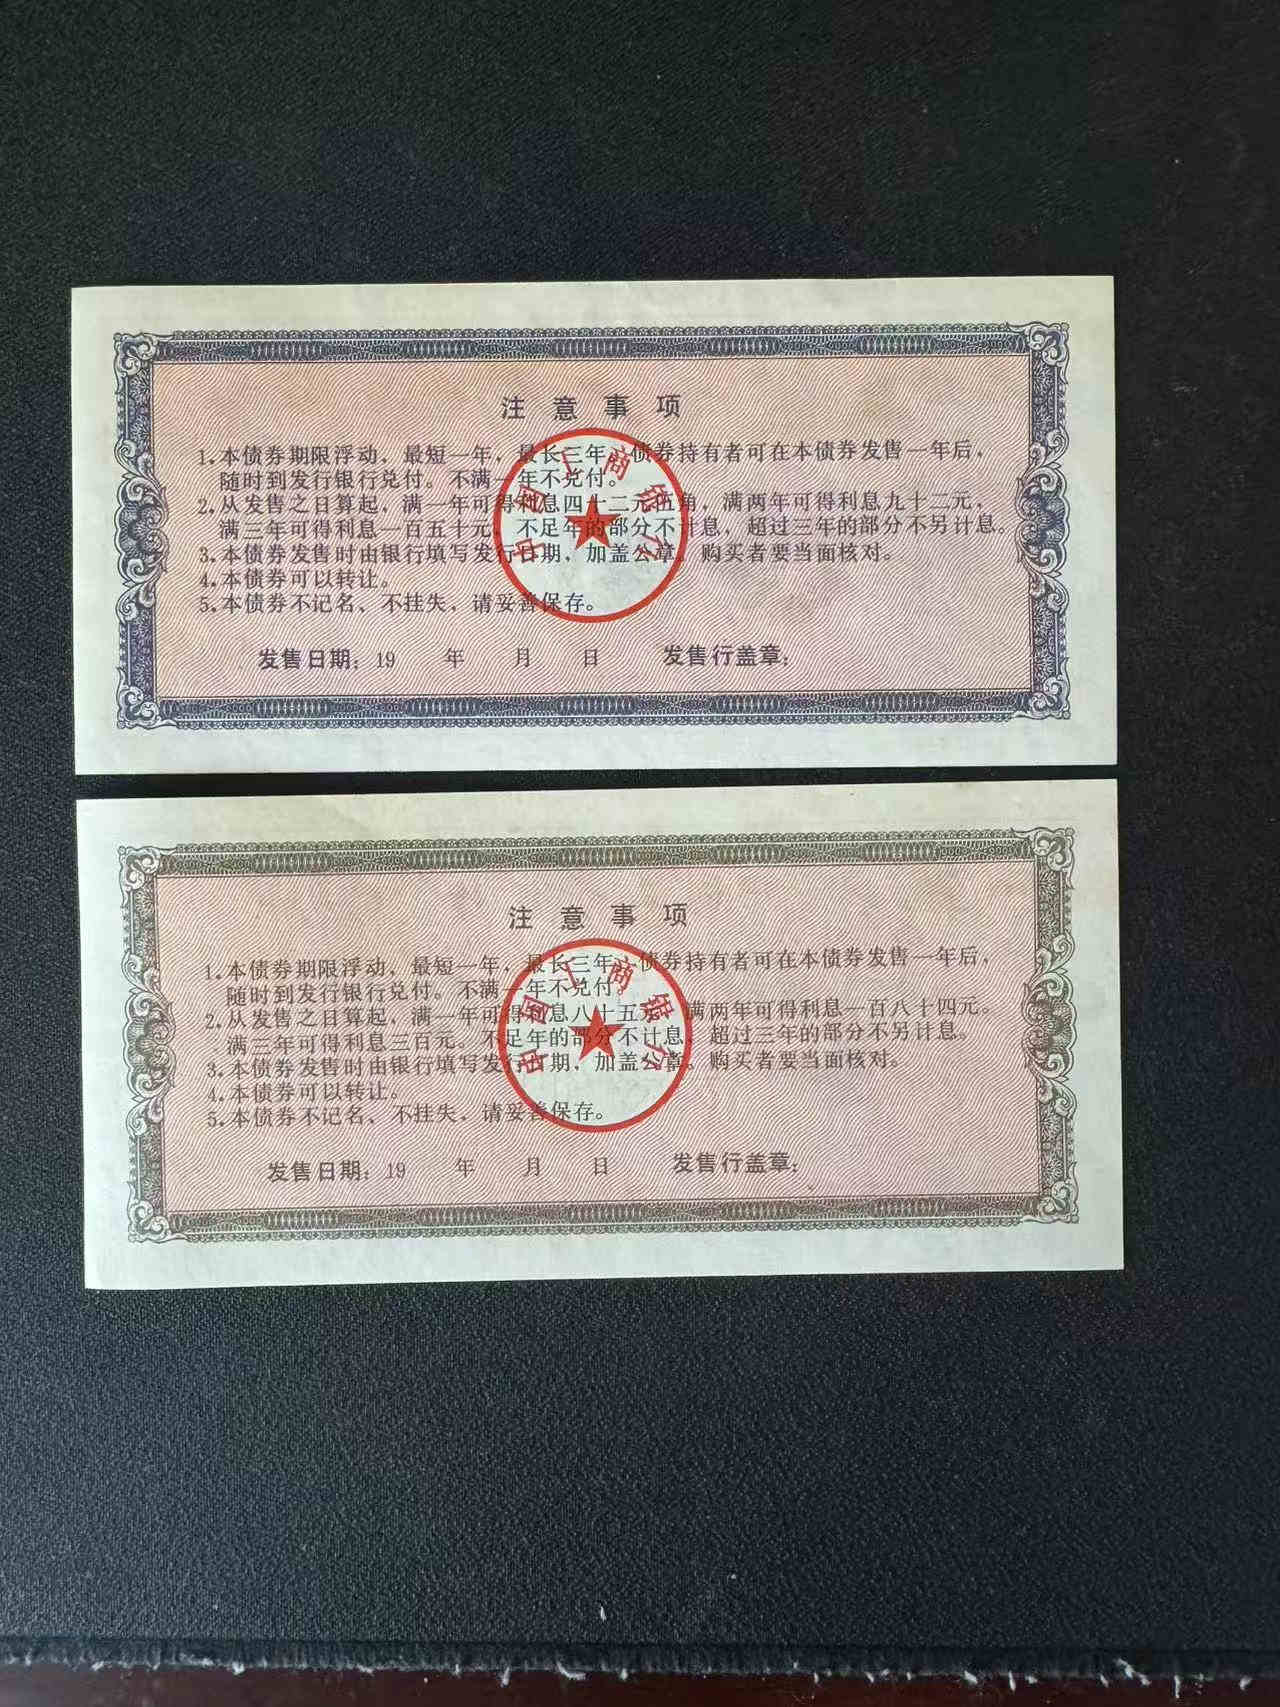 注意事项
1. 本债券期限浮动，最短一年，最长三年，债券持有者可在本债券发售一年后，
随时到发行银行兑付。不满一年不兑付。
2. 从发售之日算起，满一年可得利息四十二元五角，满两年可得利息九十二元，
满三年可得利息一百五十元，不足年的部分不计息，超过三年的部分不另计息。
3. 本债券发售时由银行填写发行日期，加盖公章。购买者要当面核对。
4. 本债券可以转让。
5. 本债券不记名、不挂失，请妥善保存。
中国工商银行
发售日期：19 年 月 日 发售行盖章：
注意事项
1. 本债券期限浮动，最短一年，最长三年，债券持有者可在本债券发售一年后，
随时到发行银行兑付。不满一年不兑付。
2. 从发售之日算起，满一年可得利息八十五元，满两年可得利息一百八十四元。
满三年可得利息三百元。不足年的部分不计息，超过三年的部分不另计息。
3. 本债券发售时由银行填写发行日期，加盖公章。购买者要当面核对。
4. 本债券可以转让。
5. 本债券不记名、不挂失，请妥善保存。
中国工商银行
发售日期：19 年 月 日 发售行盖章：